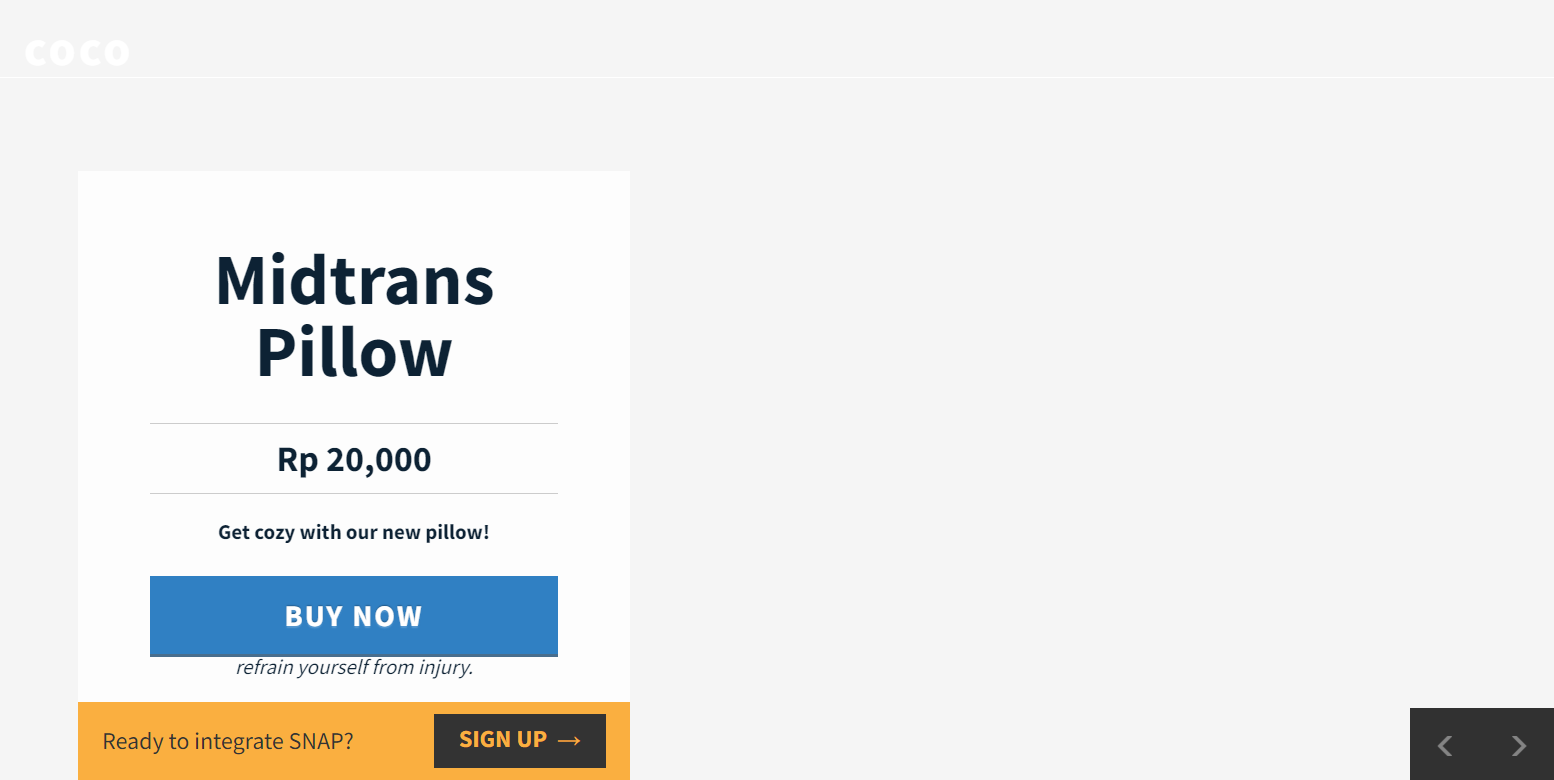 coco
Midtrans
Pillow
Rp 20,000
Get cozy with our new pillow!
BUY NOW
refrain yourself from injury.
Ready to integrate SNAP?
SIGN UP →